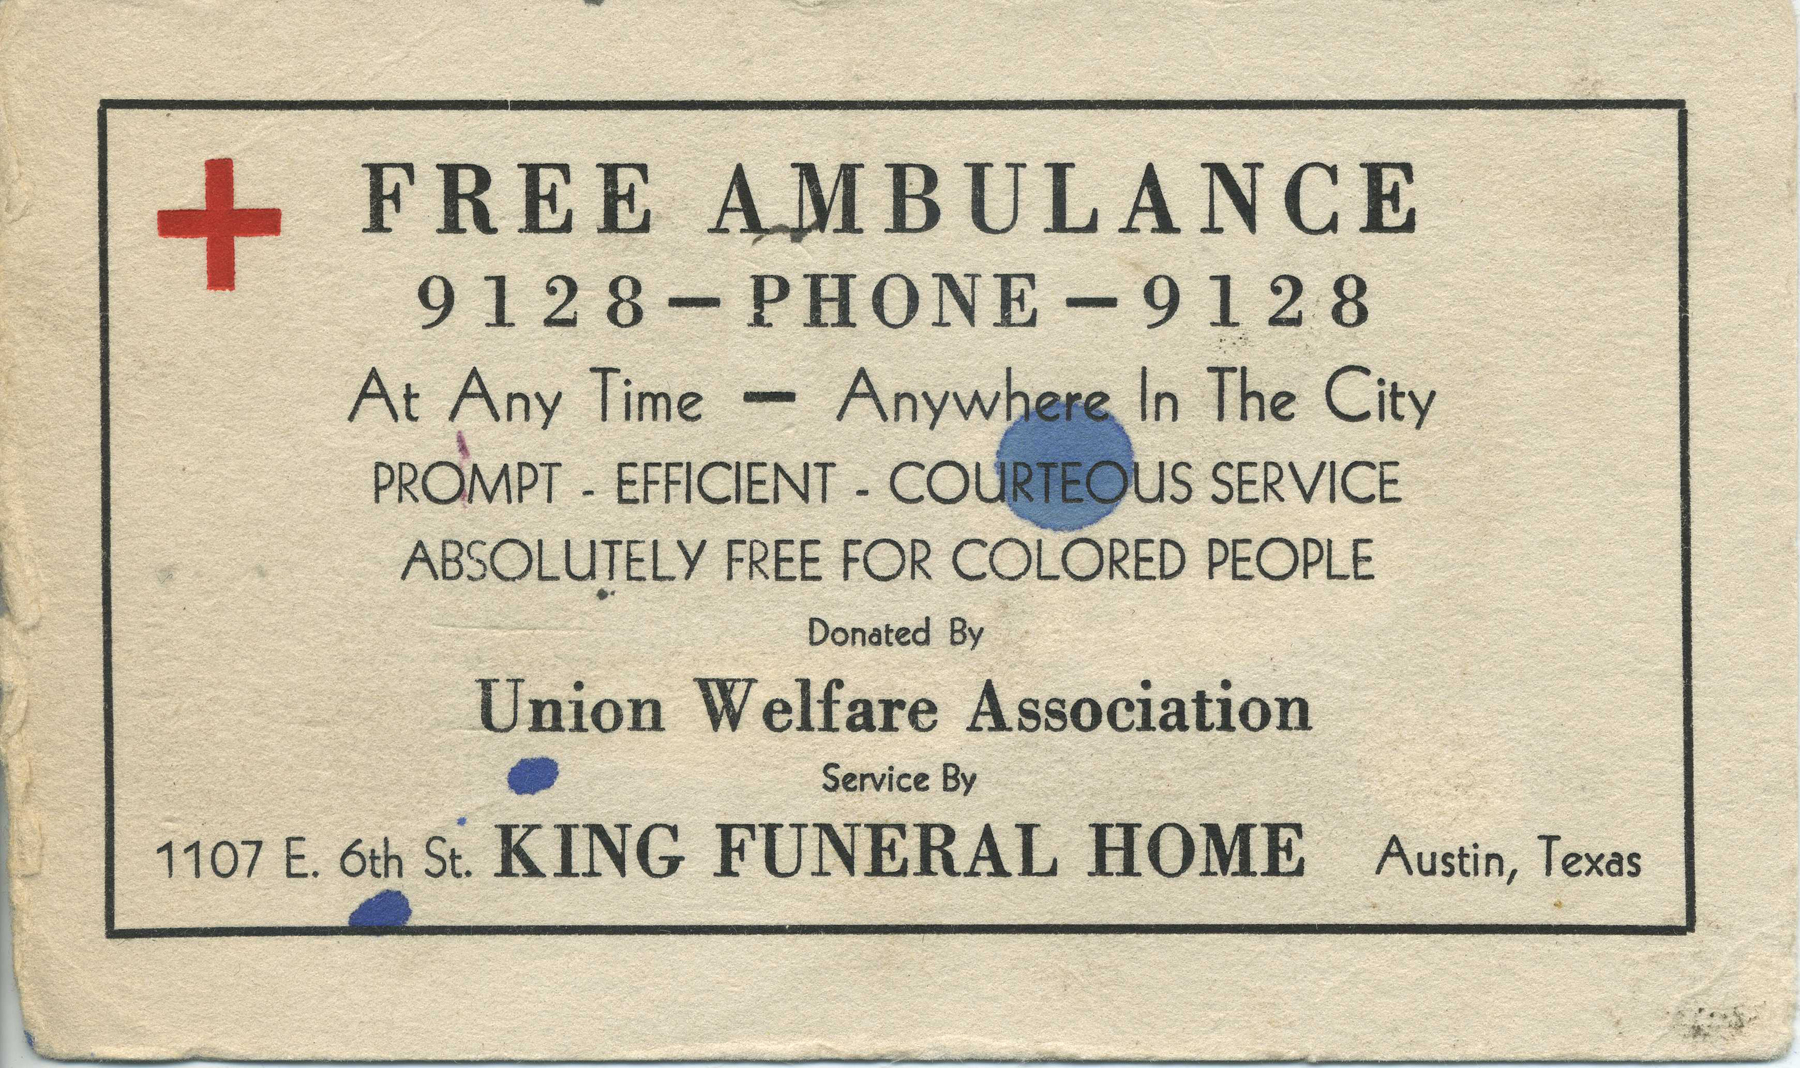 FREE AMBULANCE
9128 — PHONE — 9128
At Any Time — Anywhere In The City
PROMPT - EFFICIENT - COURTEOUS SERVICE
ABSOLUTELY FREE FOR COLORED PEOPLE
Donated By
Union Welfare Association
Service By
1107 E. 6th St. KING FUNERAL HOME Austin, Texas